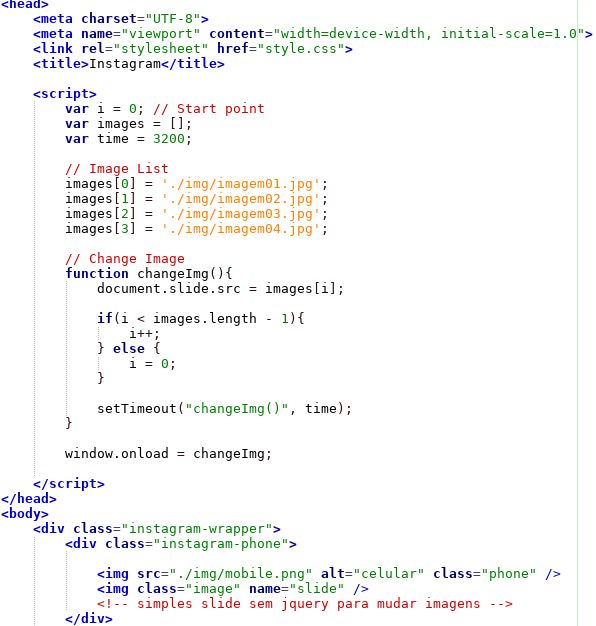 <head>
<meta charset="UTF-8">
<meta name="viewport" content="width=device-width, initial-scale=1.0">
<link rel="stylesheet" href="style.css">
<title>Instagram</title>
<script>
var i = 0; // Start point
var images = [];
var time = 3200;
// Image List
images[0] = './img/imagem01.jpg';
images[1] = './img/imagem02.jpg';
images[2] = './img/imagem03.jpg';
images[3] = './img/imagem04.jpg';
// Change Image
function changeImg(){
document.slide.src = images[i];
if(i < images.length - 1){
i++;
} else {
i = 0;
}
setTimeout("changeImg()", time);
}
window.onload = changeImg;
</script>
</head>
<body>
<div class="instagram-wrapper">
<div class="instagram-phone">
<img src="./img/mobile.png" alt="celular" class="phone" />
<img class="image" name="slide" />
<!-- simples slide sem jquery para mudar imagens -->
</div>